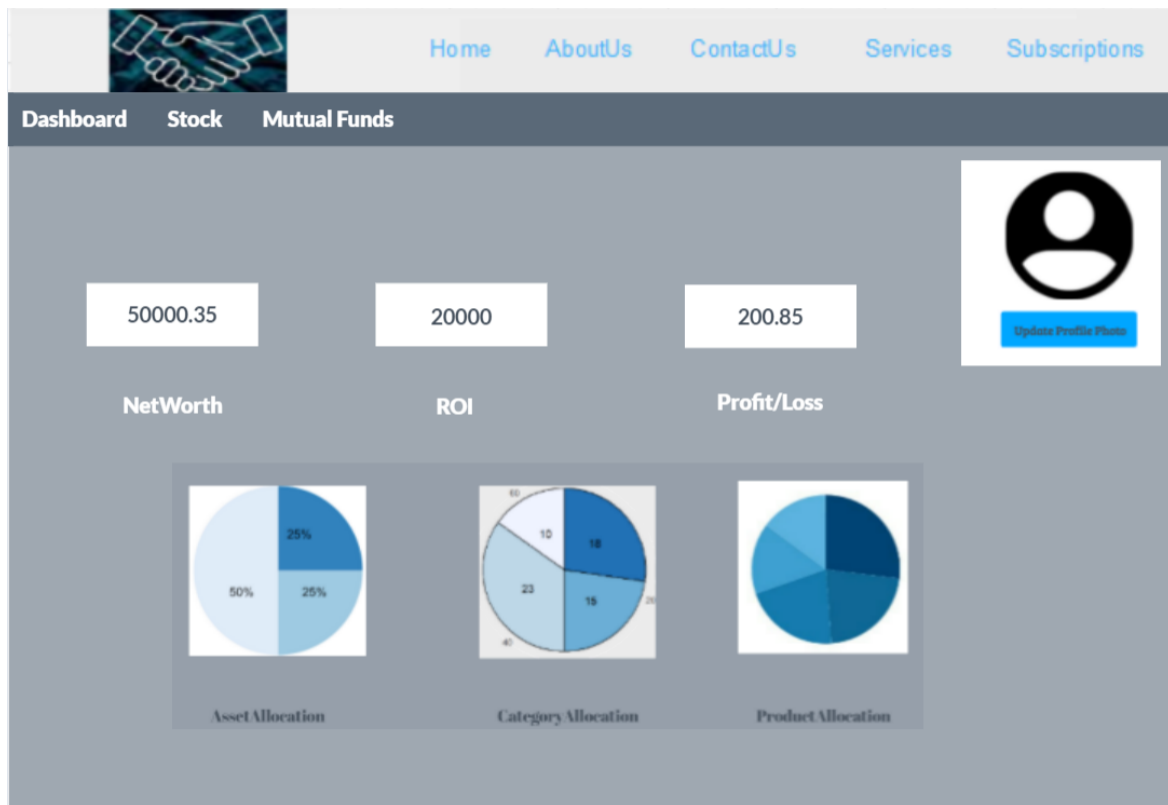 Home AboutUs ContactUs Services Subscriptions
Dashboard Stock Mutual Funds
Update Profile Photo
50000.35 20000 200.85
NetWorth ROI Profit/Loss
25%
50% 25%
60
10 18
23 15
40
AssetAllocation CategoryAllocation ProductAllocation